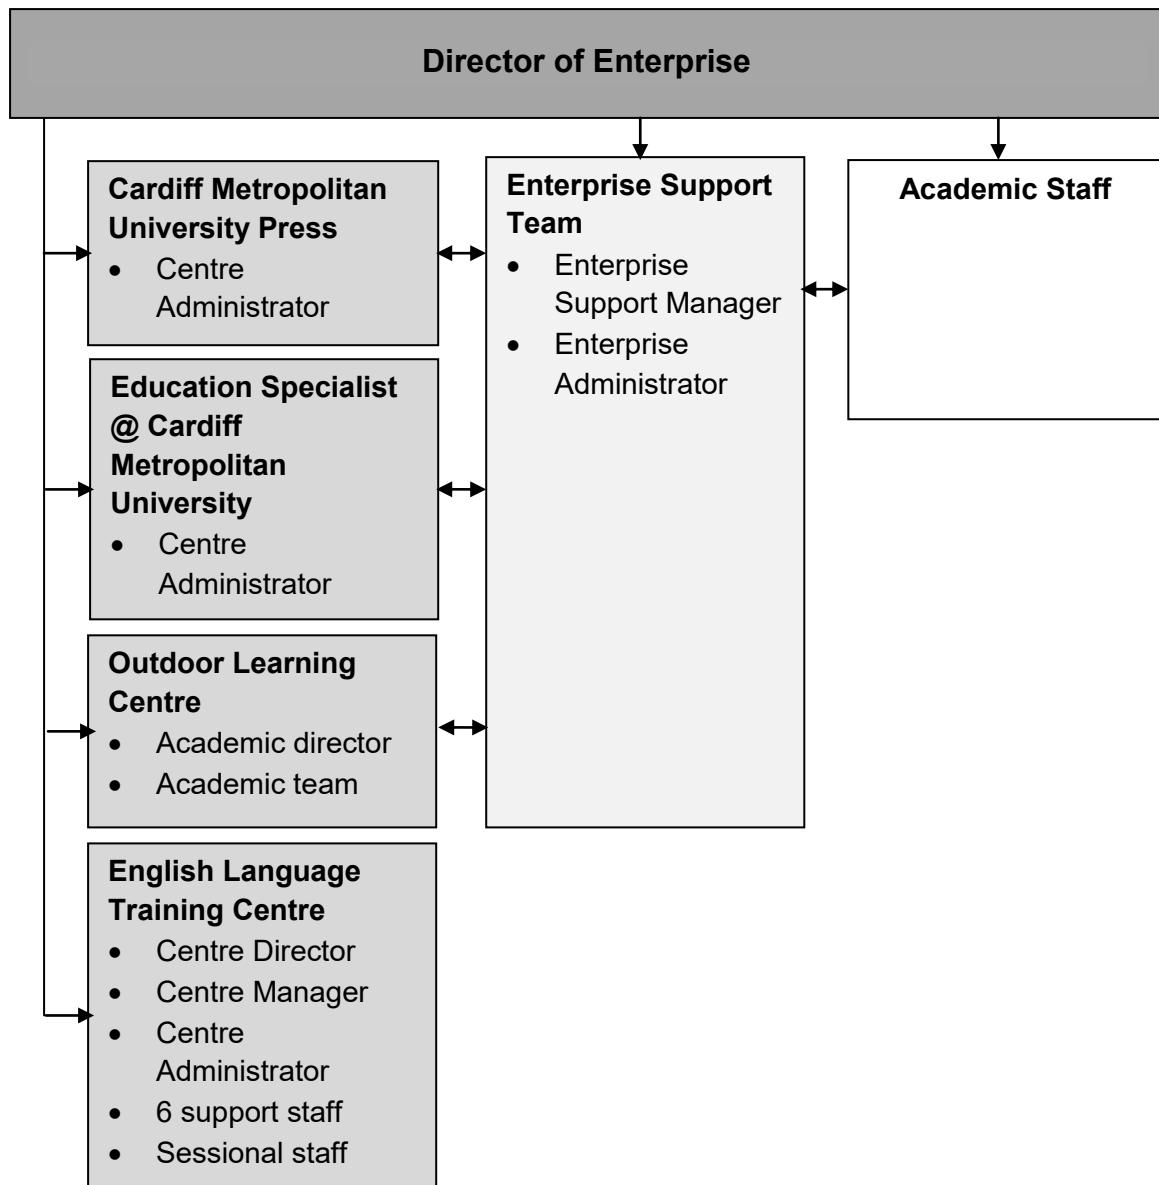 Director of Enterprise
Cardiff Metropolitan
University Press
• Centre
Administrator
Education Specialist
@ Cardiff
Metropolitan
University
• Centre
Administrator
Outdoor Learning
Centre
• Academic director
• Academic team
English Language
Training Centre
• Centre Director
• Centre Manager
• Centre
Administrator
• 6 support staff
• Sessional staff
Enterprise Support
Team
• Enterprise
Support Manager
• Enterprise
Administrator
Academic Staff